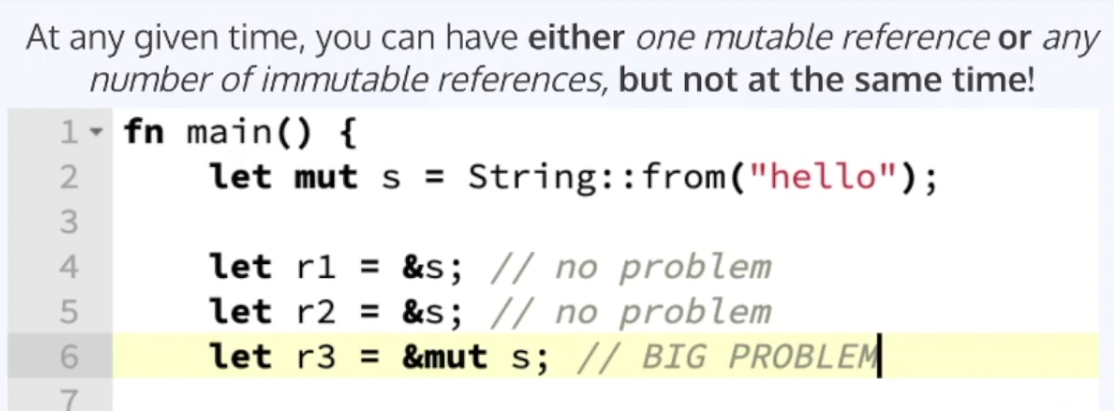 At any given time, you can have either one mutable reference or any
number of immutable references, but not at the same time!
1 fn main() {
2 let mut s = String::from("hello");
3
4 let r1 = &s; // no problem
5 let r2 = &s; // no problem
6 let r3 = &mut s; // BIG PROBLEM
7